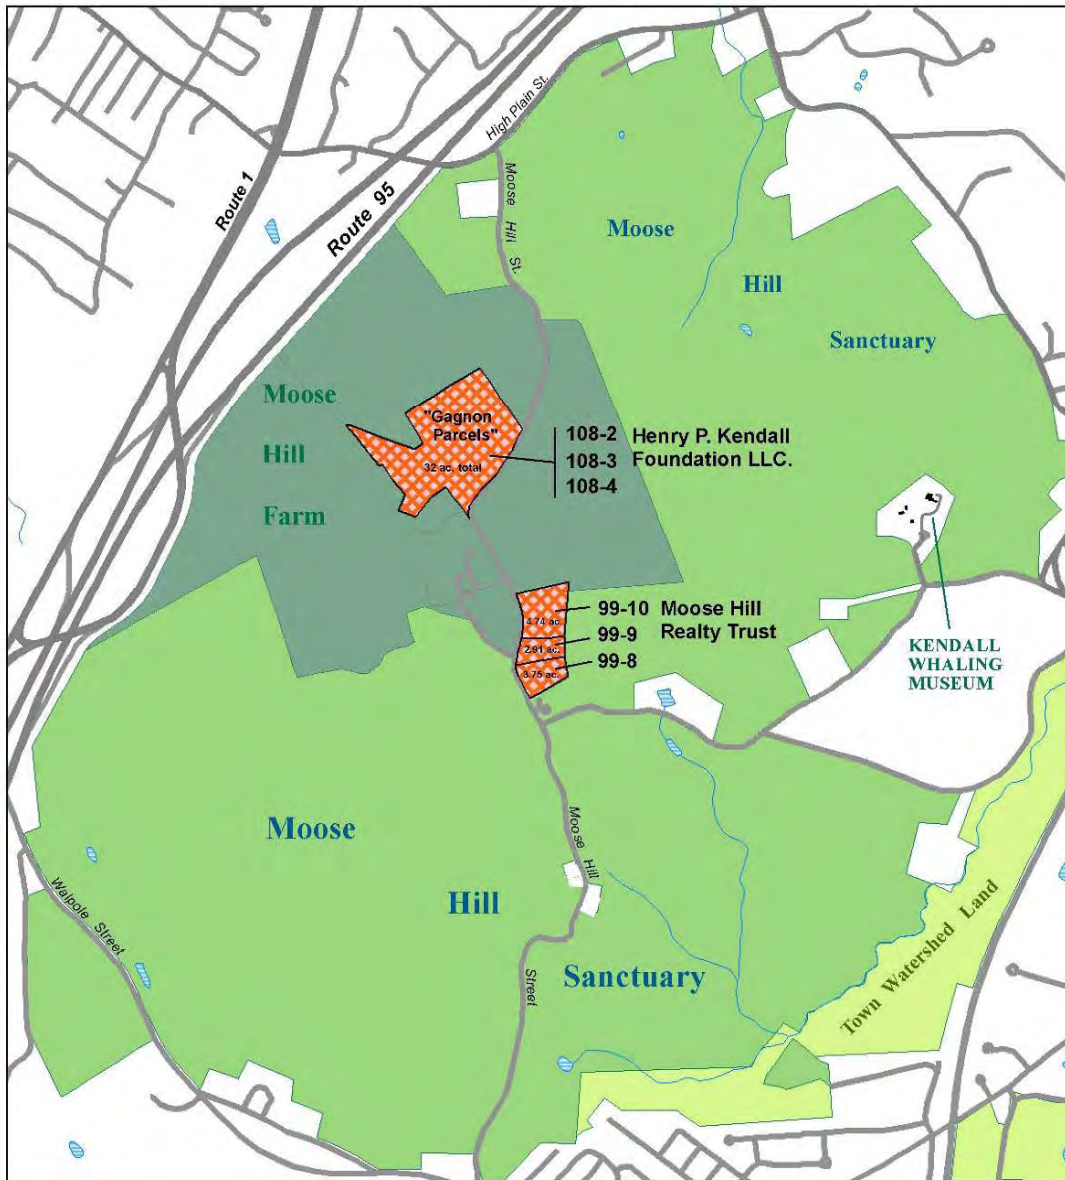 High Plain St.
Route 1
Route 95
Moose Hill St.
Moose
Hill
Sanctuary
Moose
Hill
Farm
"Gagnon
Parcels"
32 ac. total
108-2 Henry P. Kendall
108-3 Foundation LLC.
108-4
99-10 Moose Hill
99-9 Realty Trust
99-8
4.74 ac.
2.91 ac.
3.75 ac.
KENDALL
WHALING
MUSEUM
Moose
Hill
Sanctuary
Moose Hill
Street
Walpole Street
Town Watershed Land